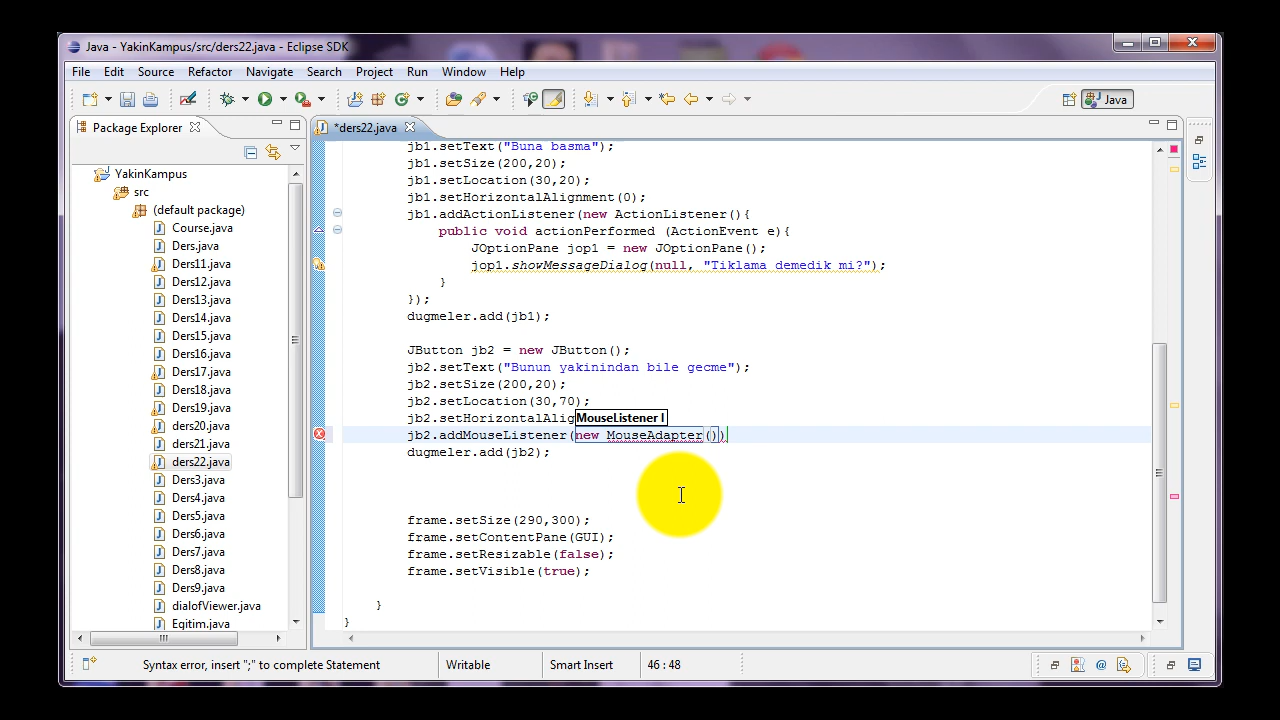 Java - YakinKampus/src/ders22.java - Eclipse SDK
File Edit Source Refactor Navigate Search Project Run Window Help
Java
Package Explorer
*ders22.java
YakinKampus
src
(default package)
Course.java
Ders.java
Ders11.java
Ders12.java
Ders13.java
Ders14.java
Ders15.java
Ders16.java
Ders17.java
Ders18.java
Ders19.java
ders20.java
ders21.java
ders22.java
Ders3.java
Ders4.java
Ders5.java
Ders6.java
Ders7.java
Ders8.java
Ders9.java
dialofViewer.java
Egitim.java
jb1.setText("Buna basma");
jb1.setSize(200,20);
jb1.setLocation(30,20);
jb1.setHorizontalAlignment(0);
jb1.addActionListener(new ActionListener(){
public void actionPerformed (ActionEvent e){
JOptionPane jop1 = new JOptionPane();
jop1.showMessageDialog(null, "Tiklama demedik mi?");
}
});
dugmeler.add(jb1);
JButton jb2 = new JButton();
jb2.setText("Bunun yakinindan bile gecme");
jb2.setSize(200,20);
jb2.setLocation(30,70);
jb2.setHorizontalAlig
MouseListener l
jb2.addMouseListener(new MouseAdapter())
dugmeler.add(jb2);
frame.setSize(290,300);
frame.setContentPane(GUI);
frame.setResizable(false);
frame.setVisible(true);
}
}
Syntax error, insert ";" to complete Statement
Writable
Smart Insert
46 : 48